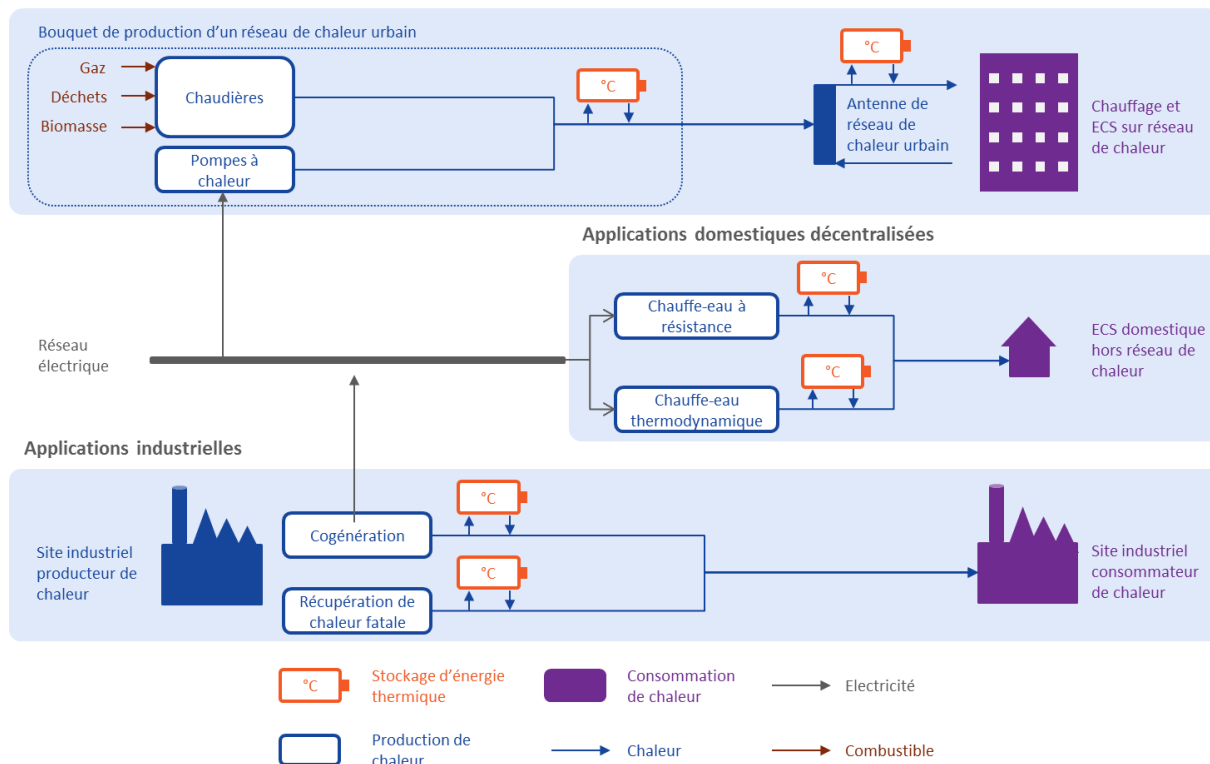 Bouquet de production d’un réseau de chaleur urbain
Gaz
Déchets
Biomasse
Chaudières
Pompes à
chaleur
°C
°C
Antenne de
réseau de
chaleur urbain
Chauffage et
ECS sur réseau
de chaleur
Applications domestiques décentralisées
Réseau
électrique
Chauffe-eau à
résistance
°C
Chauffe-eau
thermodynamique
°C
ECS domestique
hors réseau de
chaleur
Applications industrielles
Site industriel
producteur de
chaleur
Cogénération
°C
Récupération de
chaleur fatale
°C
Site industriel
consommateur
de chaleur
°C
Stockage d’énergie
thermique
Consommation
de chaleur
Electricité
Production de
chaleur
Chaleur
Combustible